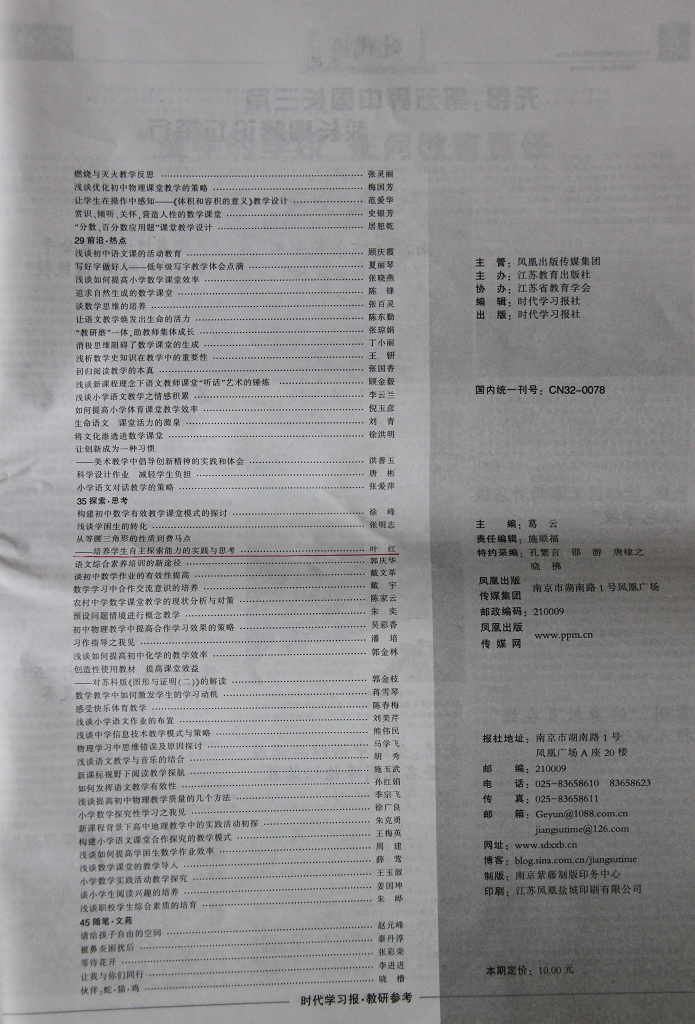 燃烧与灭火教学反思 张灵丽
浅谈优化初中物理课堂教学的策略 梅国芳
让学生在操作中感知——《体积和容积的意义》教学设计 范爱华
赏识、倾听、关怀,营造人性的数学课堂 史银芳
“分数、百分数应用题”课堂教学设计 居恕乾
29 前沿·热点
浅谈初中语文课的活动教育 顾庆霞
写好字做好人——低年级写字教学体会点滴 夏丽琴
浅谈如何提高小学数学课堂效率 张晓燕
追求自然生成的数学课堂 陈 锋
谈数学思维的培养 张百灵
让语文教学焕发出生命的活力 陈东勤
“教研磨”一体,助教师集体成长 张琼娟
消极思维阻碍了数学课堂的生成 丁小丽
浅析数学史知识在教学中的重要性 王 钘
回归阅读教学的本真 张国香
浅谈新课程理念下语文教师课堂“听话”艺术的锤炼 顾金毅
浅谈小学语文教学之情感积累 李云兰
如何提高小学体育课堂教学效率 倪玉彦
生命语文 课堂活力的源泉 刘 青
将文化渗透进数学课堂 徐洪明
让创新成为一种习惯
——美术教学中倡导创新精神的实践和体会 洪善玉
科学设计作业 减轻学生负担 唐 彬
小学语文对话教学的策略 张爱萍
35 探索·思考
构建初中数学有效教学课堂模式的探讨 徐 峰
浅谈学困生的转化 张明志
从等腰三角形的性质到费马点
——培养学生自主探索能力的实践与思考 叶 红
语文综合素养培训的新途径 郭庆华
谈初中数学作业的有效性提高 戴文革
数学学习中合作交流意识的培养 戴 宇
农村中学数学课堂教学的现状分析与对策 陈家云
预设问题情境进行概念教学 朱 奕
初中物理教学中提高合作学习效果的策略 吴彩香
习作指导之我见 潘 培
浅谈如何提高初中化学的教学效率 郭金林
创造性使用教材 提高课堂效益
——对苏科版《图形与证明(二)》的解读 郭金枝
数学教学中如何激发学生的学习动机 蒋雪琴
感受快乐体育教学 陈春梅
浅谈小学语文作业的布置 刘美芹
浅谈中学信息技术教学模式与策略 熊伟民
物理学习中思维错误及原因探讨 马学飞
浅谈语文教学与音乐的结合 胡 秀
新课标视野下阅读教学探航 施玉武
如何发挥语文教学有效性 孙红娟
浅谈提高初中物理教学质量的几个方法 季宗飞
小学数学探究性学习之我见 徐广良
新课程背景下高中地理教学中的实践活动初探 朱克勇
构建小学语文课堂合作探究的教学模式 王梅英
浅谈如何提高学困生数学作业效率 周 建
浅谈数学课堂的教学导人 薛 莺
小学数学实践活动教学探究 王玉淑
谈小学生阅读兴趣的培养 姜国坤
浅谈职校学生综合素质的培育 朱 晔
45 随笔·文苑
请给孩子自由的空间 赵元峰
被鼻炎困扰后 秦丹淳
等待花开 张彩荣
让我与你们同行 李进进
伙伴:蛇·猫·鸡 晓 檣
时代学习报·教研参考
主 管:凤凰出版传媒集团
主 办:江苏教育出版社
协 办:江苏省教育学会
编 辑:时代学习报社
出 版:时代学习报社
国内统一刊号:CN32-0078
主 编:葛 云
责任编辑:施顺福
特约采编:孔繁言 邵 游 唐棣之
晓 拂
凤凰出版
传媒集团 南京市湖南路1号凤凰广场
邮政编码:210009
凤凰出版
传 媒 网 www.ppm.cn
报社地址:南京市湖南路1号
凤凰广场A座20楼
邮 编:210009
电 话:025-83658610 83658623
传 真:025-83658611
邮 箱:Geyun@1088.com.cn
jiangsutime@126.com
网址:www.sdxxb.cn
博客:blog.sina.com.cn/jiangsutime
制版:南京紫藤制版印务中心
印刷:江苏凤凰盐城印刷有限公司
本期定价:10.00元